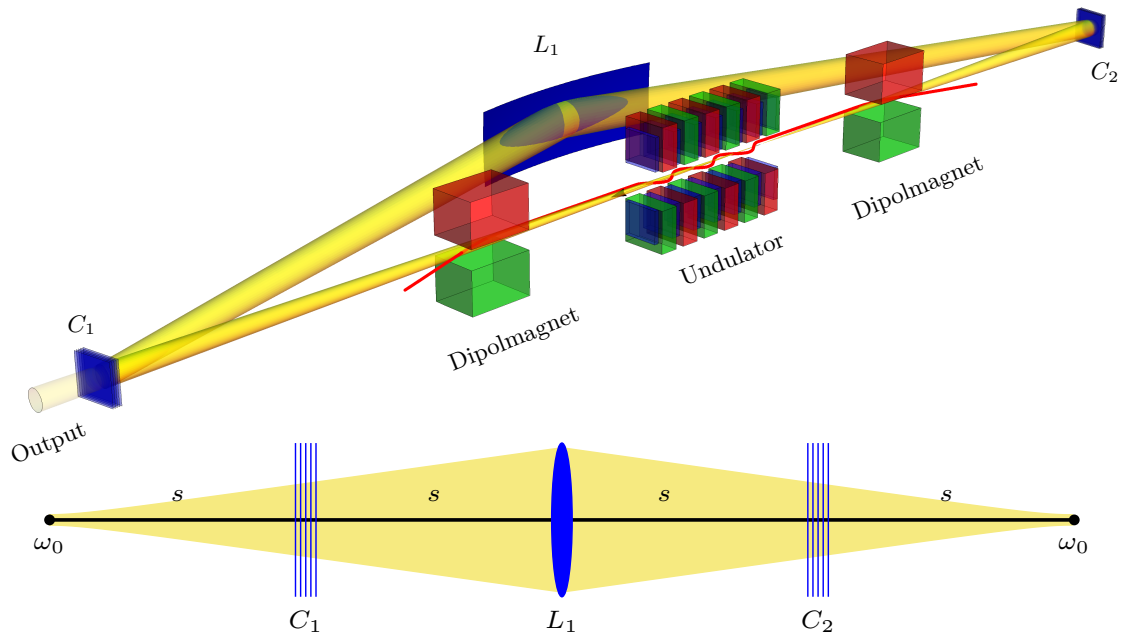 L₁
C₂
Dipolmagnet
Undulator
C₁
Dipolmagnet
Output
s s s s
ω₀ ω₀
C₁ L₁ C₂